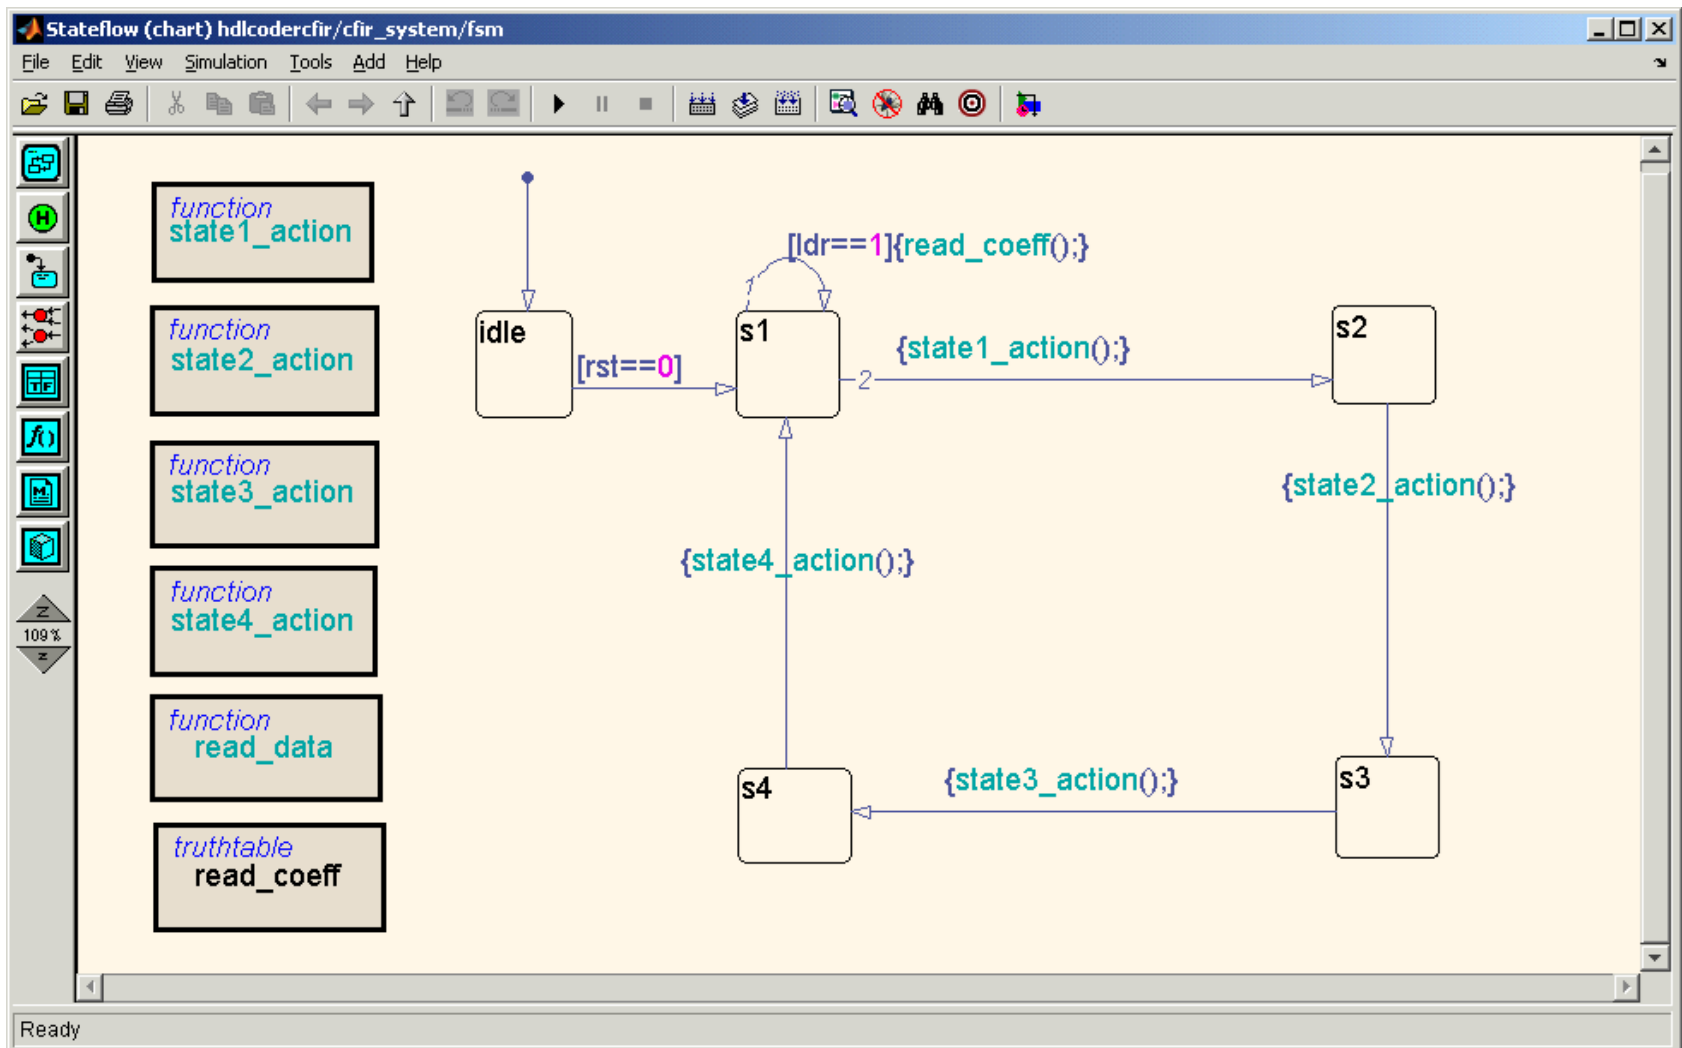 Stateflow (chart) hdlcodercfir/cfir_system/fsm
File Edit View Simulation Tools Add Help
function
state1_action
function
state2_action
function
state3_action
function
state4_action
function
read_data
truthtable
read_coeff
[ldr==1]{read_coeff();}
idle
[rst==0]
s1
2
{state1_action();}
s2
{state2_action();}
{state4_action();}
s4
{state3_action();}
s3
H
TF
f()
M
Z
109%
z
Ready